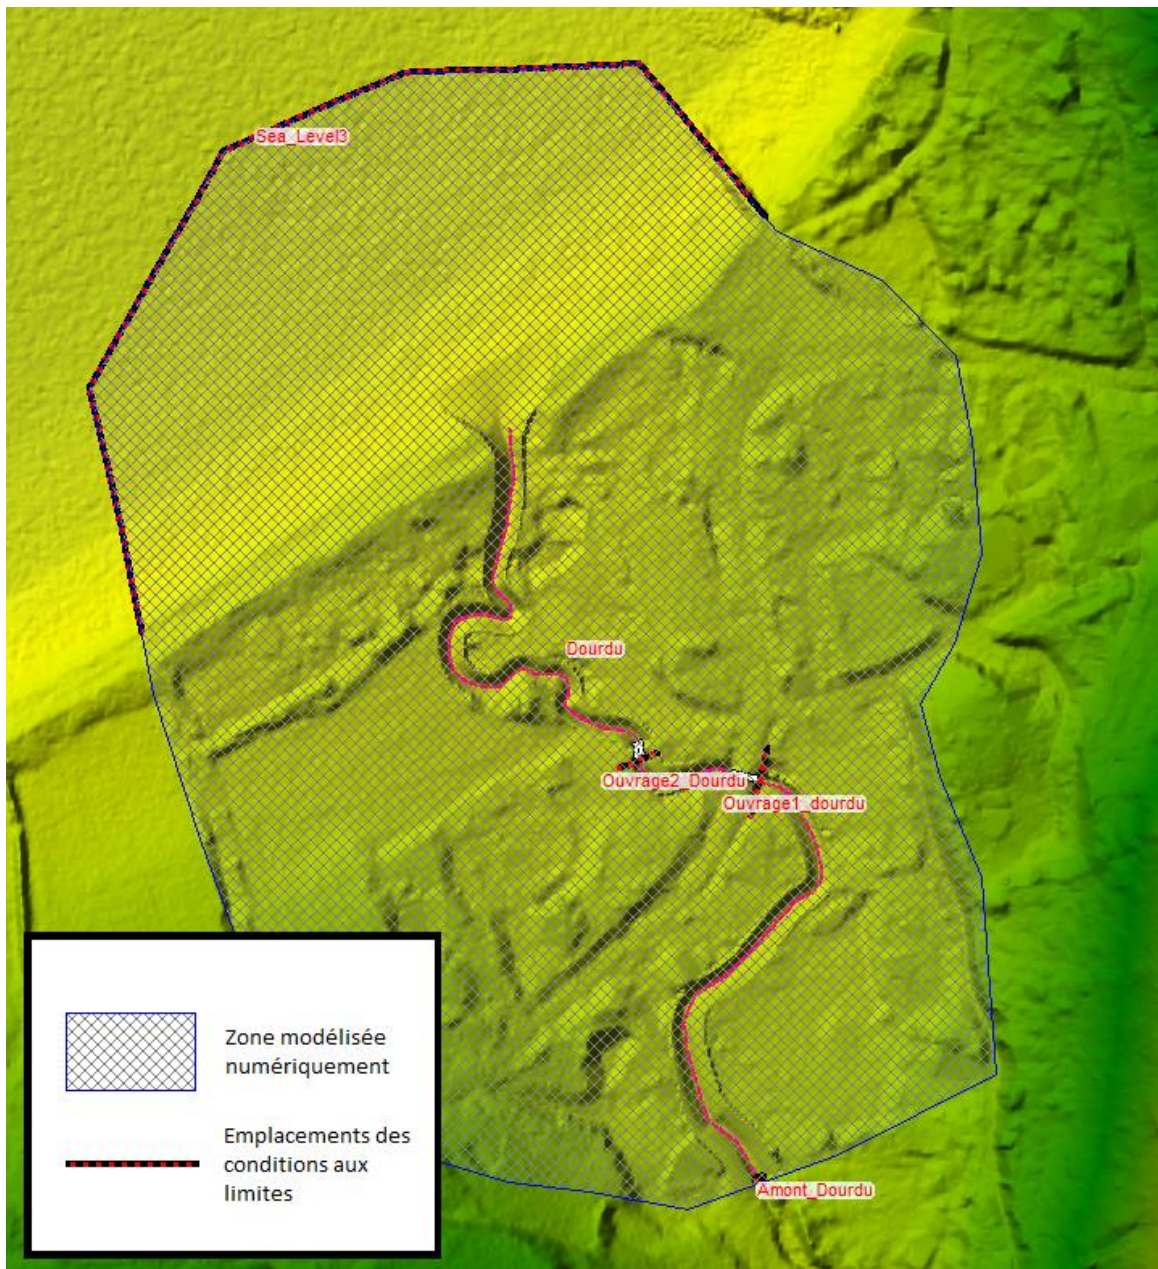 Sea_Level3
Dourdu
Ouvrage2_Dourdu
Ouvrage1_dourdu
Amont_Dourdu
Zone modélisée
numériquement
Emplacements des
conditions aux
limites